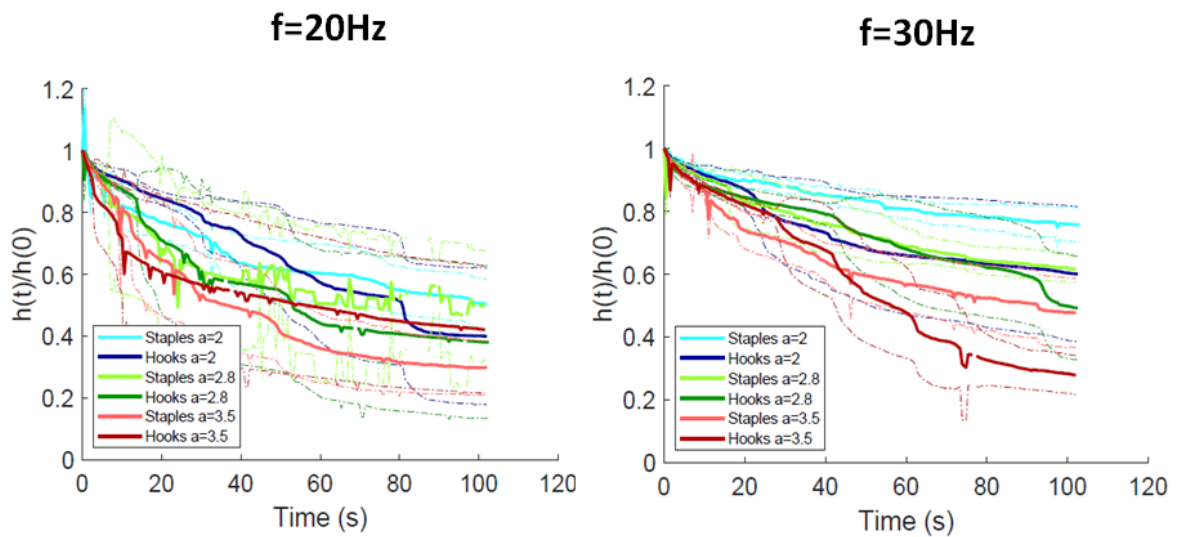 f=20Hz
h(t)/h(0)
1.2
1
0.8
0.6
0.4
0.2
0
Staples a=2
Hooks a=2
Staples a=2.8
Hooks a=2.8
Staples a=3.5
Hooks a=3.5
0 20 40 60 80 100 120
Time (s)
f=30Hz
h(t)/h(0)
1.2
1
0.8
0.6
0.4
0.2
0
Staples a=2
Hooks a=2
Staples a=2.8
Hooks a=2.8
Staples a=3.5
Hooks a=3.5
0 20 40 60 80 100 120
Time (s)